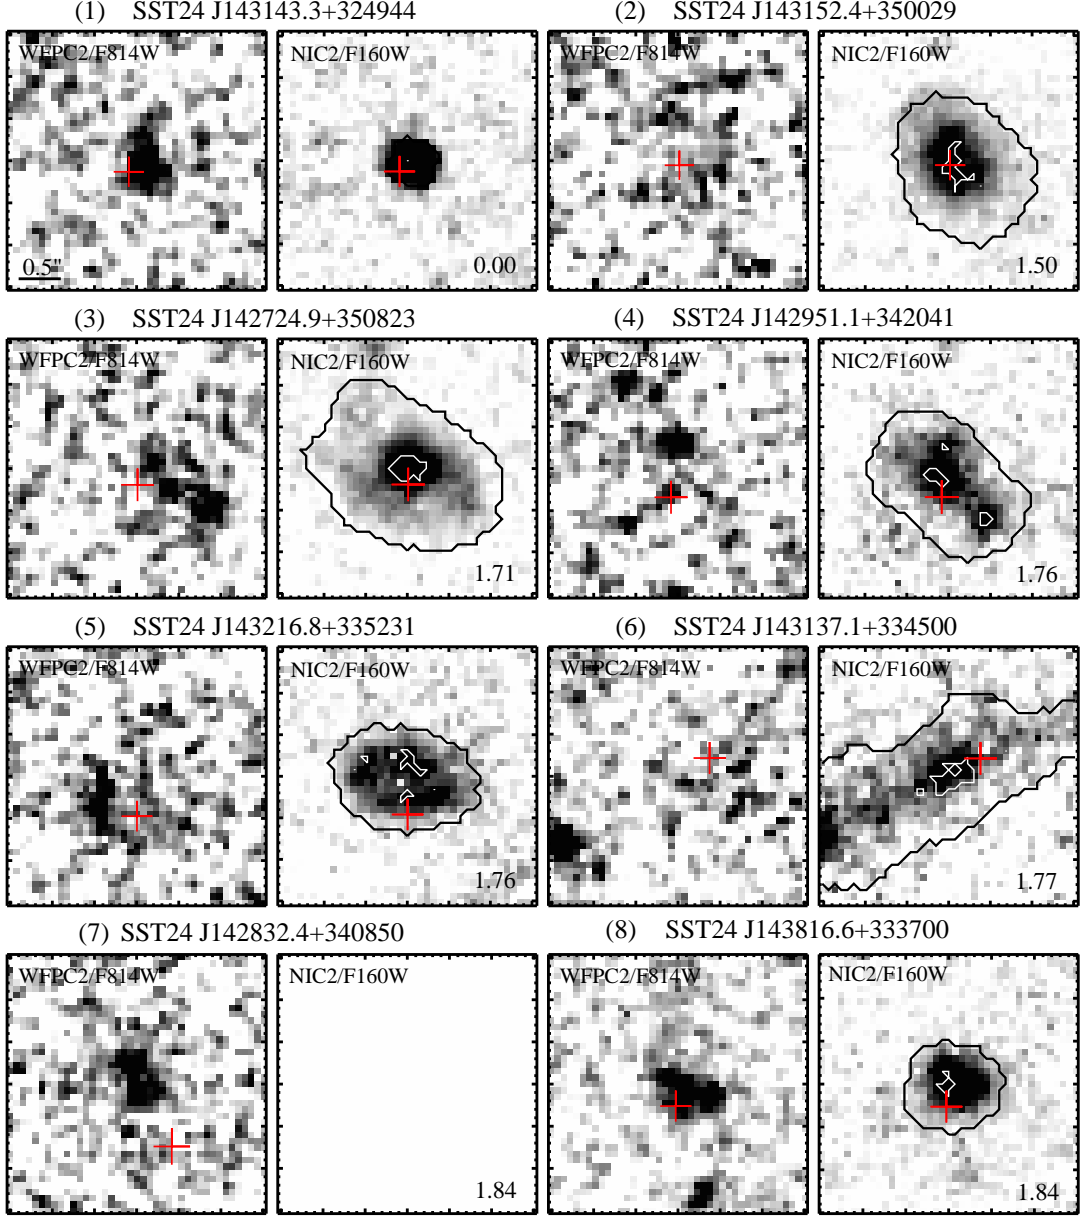 (1) SST24 J143143.3+324944
(2) SST24 J143152.4+350029
WFPC2/F814W
NIC2/F160W
WFPC2/F814W
NIC2/F160W
0.5"
0.00
1.50
(3) SST24 J142724.9+350823
(4) SST24 J142951.1+342041
WFPC2/F814W
NIC2/F160W
WFPC2/F814W
NIC2/F160W
1.71
1.76
(5) SST24 J143216.8+335231
(6) SST24 J143137.1+334500
WFPC2/F814W
NIC2/F160W
WFPC2/F814W
NIC2/F160W
1.76
1.77
(7) SST24 J142832.4+340850
(8) SST24 J143816.6+333700
WFPC2/F814W
NIC2/F160W
WFPC2/F814W
NIC2/F160W
1.84
1.84